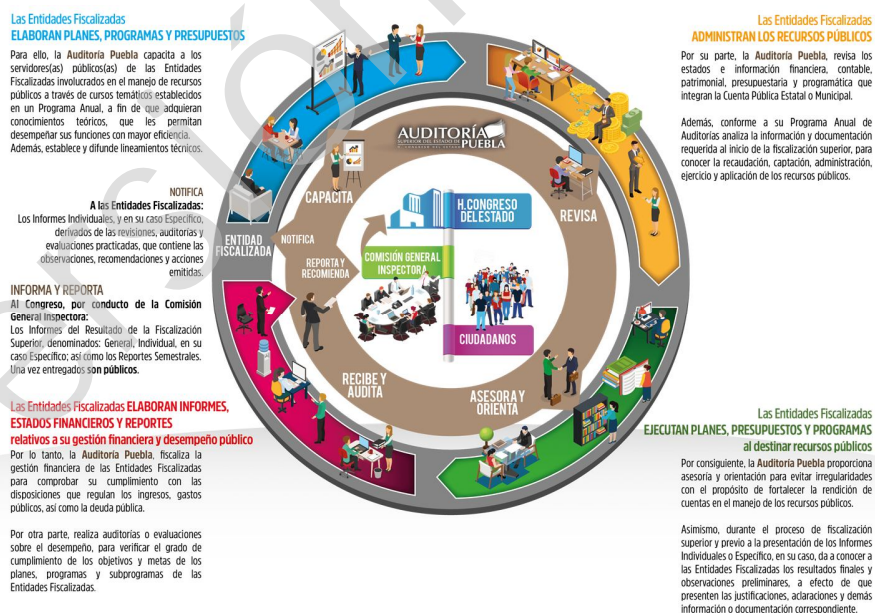 Las Entidades Fiscalizadas
ELABORAN PLANES, PROGRAMAS Y PRESUPUESTOS
Para ello, la Auditoría Puebla capacita a los
servidores(as) públicos(as) de las Entidades
Fiscalizadas involucrados en el manejo de recursos
públicos a través de cursos temáticos establecidos
en un Programa Anual, a fin de que adquieran
conocimientos teóricos, que les permitan
desempeñar sus funciones con mayor eficiencia.
Además, establece y difunde lineamientos técnicos.
NOTIFICA
A las Entidades Fiscalizadas:
Los Informes Individuales, y en su caso Específico,
derivados de las revisiones, auditorías y
evaluaciones practicadas, que contiene las
observaciones, recomendaciones y acciones
emitidas.
INFORMA Y REPORTA
Al Congreso, por conducto de la Comisión
General Inspectora:
Los Informes del Resultado de la Fiscalización
Superior, denominados: General, Individual, en su
caso Específico; así cómo los Reportes Semestrales.
Una vez entregados son públicos.
Las Entidades Fiscalizadas ELABORAN INFORMES,
ESTADOS FINANCIEROS Y REPORTES
relativos a su gestión financiera y desempeño público
Por lo tanto, la Auditoría Puebla, fiscaliza la
gestión financiera de las Entidades Fiscalizadas
para comprobar su cumplimiento con las
disposiciones que regulan los ingresos, gastos
públicos, así como la deuda pública.
Por otra parte, realiza auditorías o evaluaciones
sobre el desempeño, para verificar el grado de
cumplimiento de los objetivos y metas de los
planes, programas y subprogramas de las
Entidades Fiscalizadas.
AUDITORÍA
SUPERIOR DEL ESTADO DE PUEBLA
H. CONGRESO DEL ESTADO
CAPACITA
H. CONGRESO
DEL ESTADO
REVISA
ENTIDAD
FISCALIZADA
NOTIFICA
REPORTA Y
RECOMIENDA
COMISIÓN GENERAL
INSPECTORA
CIUDADANOS
RECIBE Y
AUDITA
ASESORA Y
ORIENTA
Las Entidades Fiscalizadas
ADMINISTRAN LOS RECURSOS PÚBLICOS
Por su parte, la Auditoría Puebla, revisa los
estados e información financiera, contable,
patrimonial, presupuestaria y programática que
integran la Cuenta Pública Estatal o Municipal.
Además, conforme a su Programa Anual de
Auditorías analiza la información y documentación
requerida al inicio de la fiscalización superior, para
conocer la recaudación, captación, administración,
ejercicio y aplicación de los recursos públicos.
Las Entidades Fiscalizadas
EJECUTAN PLANES, PRESUPUESTOS Y PROGRAMAS
al destinar recursos públicos
Por consiguiente, la Auditoría Puebla proporciona
asesoría y orientación para evitar irregularidades
con el propósito de fortalecer la rendición de
cuentas en el manejo de los recursos públicos.
Asimismo, durante el proceso de fiscalización
superior y previo a la presentación de los Informes
Individuales o Específico, en su caso, da a conocer a
las Entidades Fiscalizadas los resultados finales y
observaciones preliminares, a efecto de que
presenten las justificaciones, aclaraciones y demás
información o documentación correspondiente.